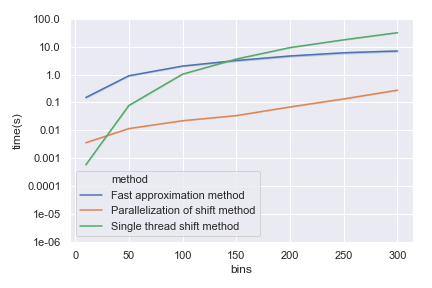 100.0
10.0
1.0
0.1
0.01
0.001
0.0001
1e-05
1e-06
time(s)
method
Fast approximation method
Parallelization of shift method
Single thread shift method
0 50 100 150 200 250 300
bins